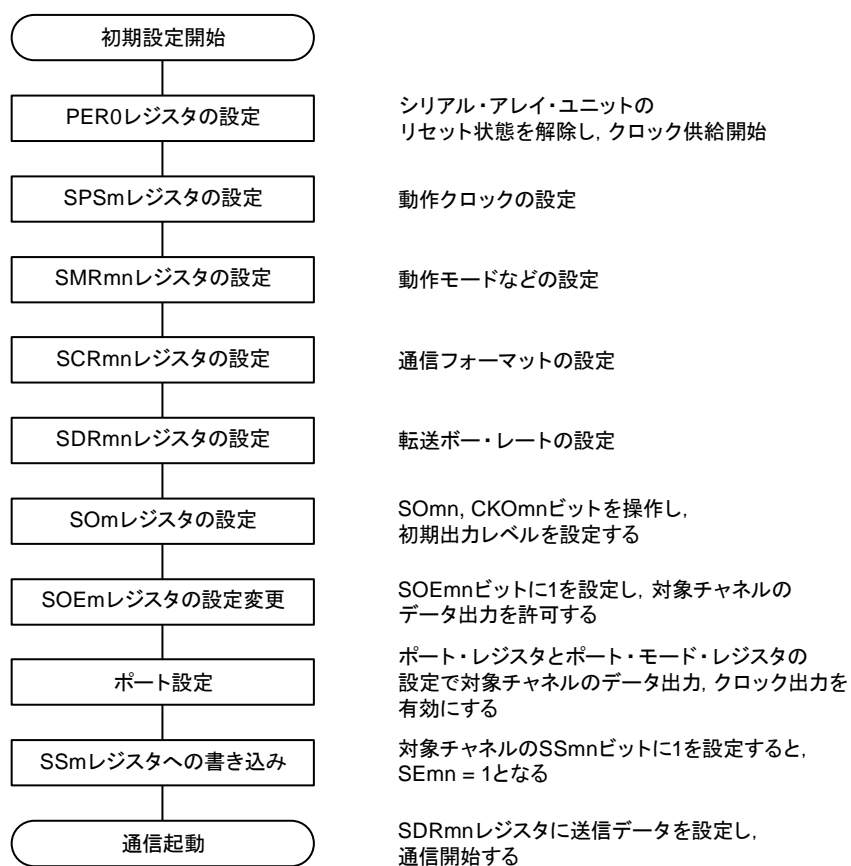 初期設定開始
PER0レジスタの設定
シリアル・アレイ・ユニットの
リセット状態を解除し, クロック供給開始
SPSmレジスタの設定
動作クロックの設定
SMRmnレジスタの設定
動作モードなどの設定
SCRmnレジスタの設定
通信フォーマットの設定
SDRmnレジスタの設定
転送ボー・レートの設定
SOmレジスタの設定
SOmn, CKOmnビットを操作し,
初期出力レベルを設定する
SOEmレジスタの設定変更
SOEmnビットに1を設定し, 対象チャネルの
データ出力を許可する
ポート設定
ポート・レジスタとポート・モード・レジスタの
設定で対象チャネルのデータ出力, クロック出力を
有効にする
SSmレジスタへの書き込み
対象チャネルのSSmnビットに1を設定すると,
SEmn = 1となる
通信起動
SDRmnレジスタに送信データを設定し,
通信開始する